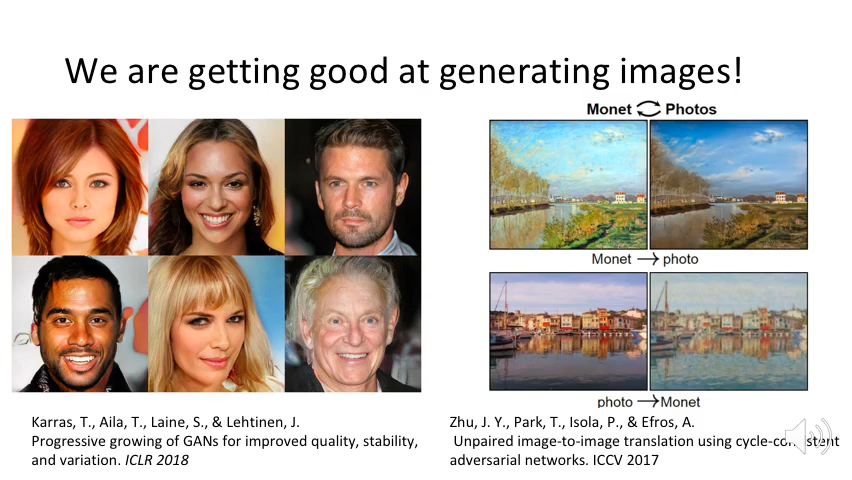 We are getting good at generating images!
Monet Photos
Monet photo
photo Monet
Karras, T., Aila, T., Laine, S., & Lehtinen, J.
Progressive growing of GANs for improved quality, stability,
and variation. ICLR 2018
Zhu, J. Y., Park, T., Isola, P., & Efros, A.
Unpaired image-to-image translation using cycle-consistent
adversarial networks. ICCV 2017